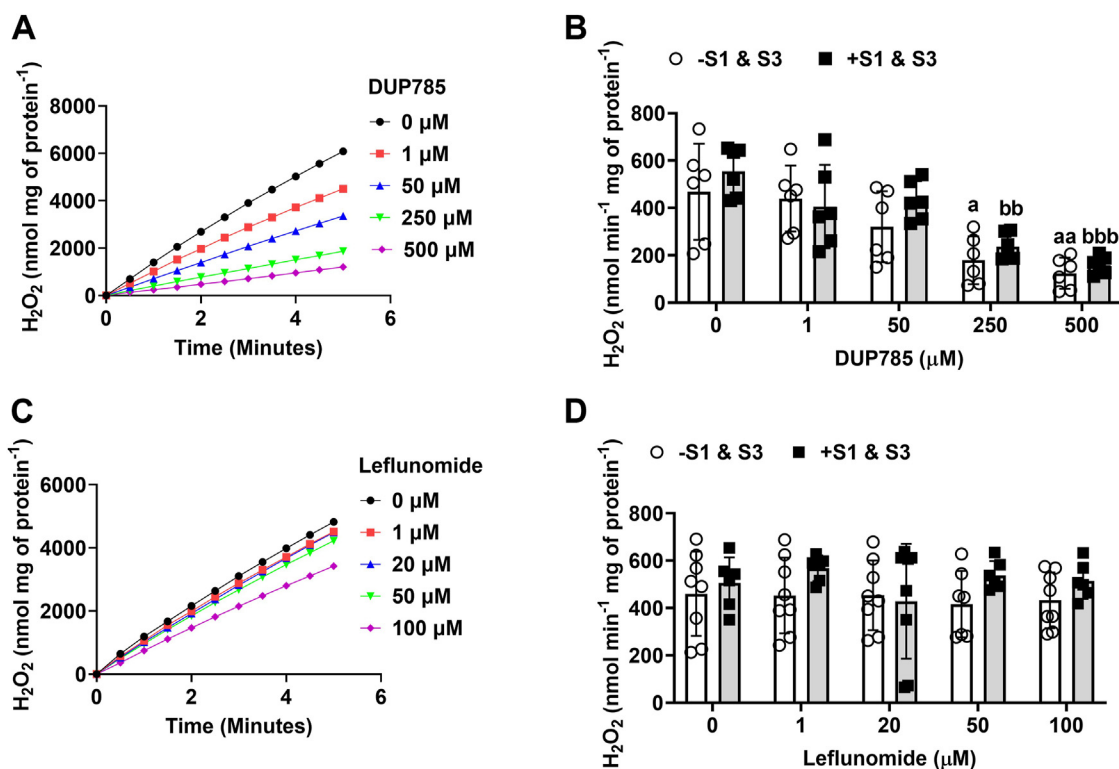 A
H₂O₂ (nmol mg of protein⁻¹)
8000
6000
4000
2000
0
0 2 4 6
Time (Minutes)
DUP785
0 µM
1 µM
50 µM
250 µM
500 µM
B
-S1 & S3 +S1 & S3
H₂O₂ (nmol min⁻¹ mg of protein⁻¹)
800
600
400
200
0
a bb aa bbb
0 1 50 250 500
DUP785 (µM)
C
H₂O₂ (nmol mg of protein⁻¹)
6000
4000
2000
0
0 2 4 6
Time (Minutes)
Leflunomide
0 µM
1 µM
20 µM
50 µM
100 µM
D
-S1 & S3 +S1 & S3
H₂O₂ (nmol min⁻¹ mg of protein⁻¹)
800
600
400
200
0
0 1 20 50 100
Leflunomide (µM)